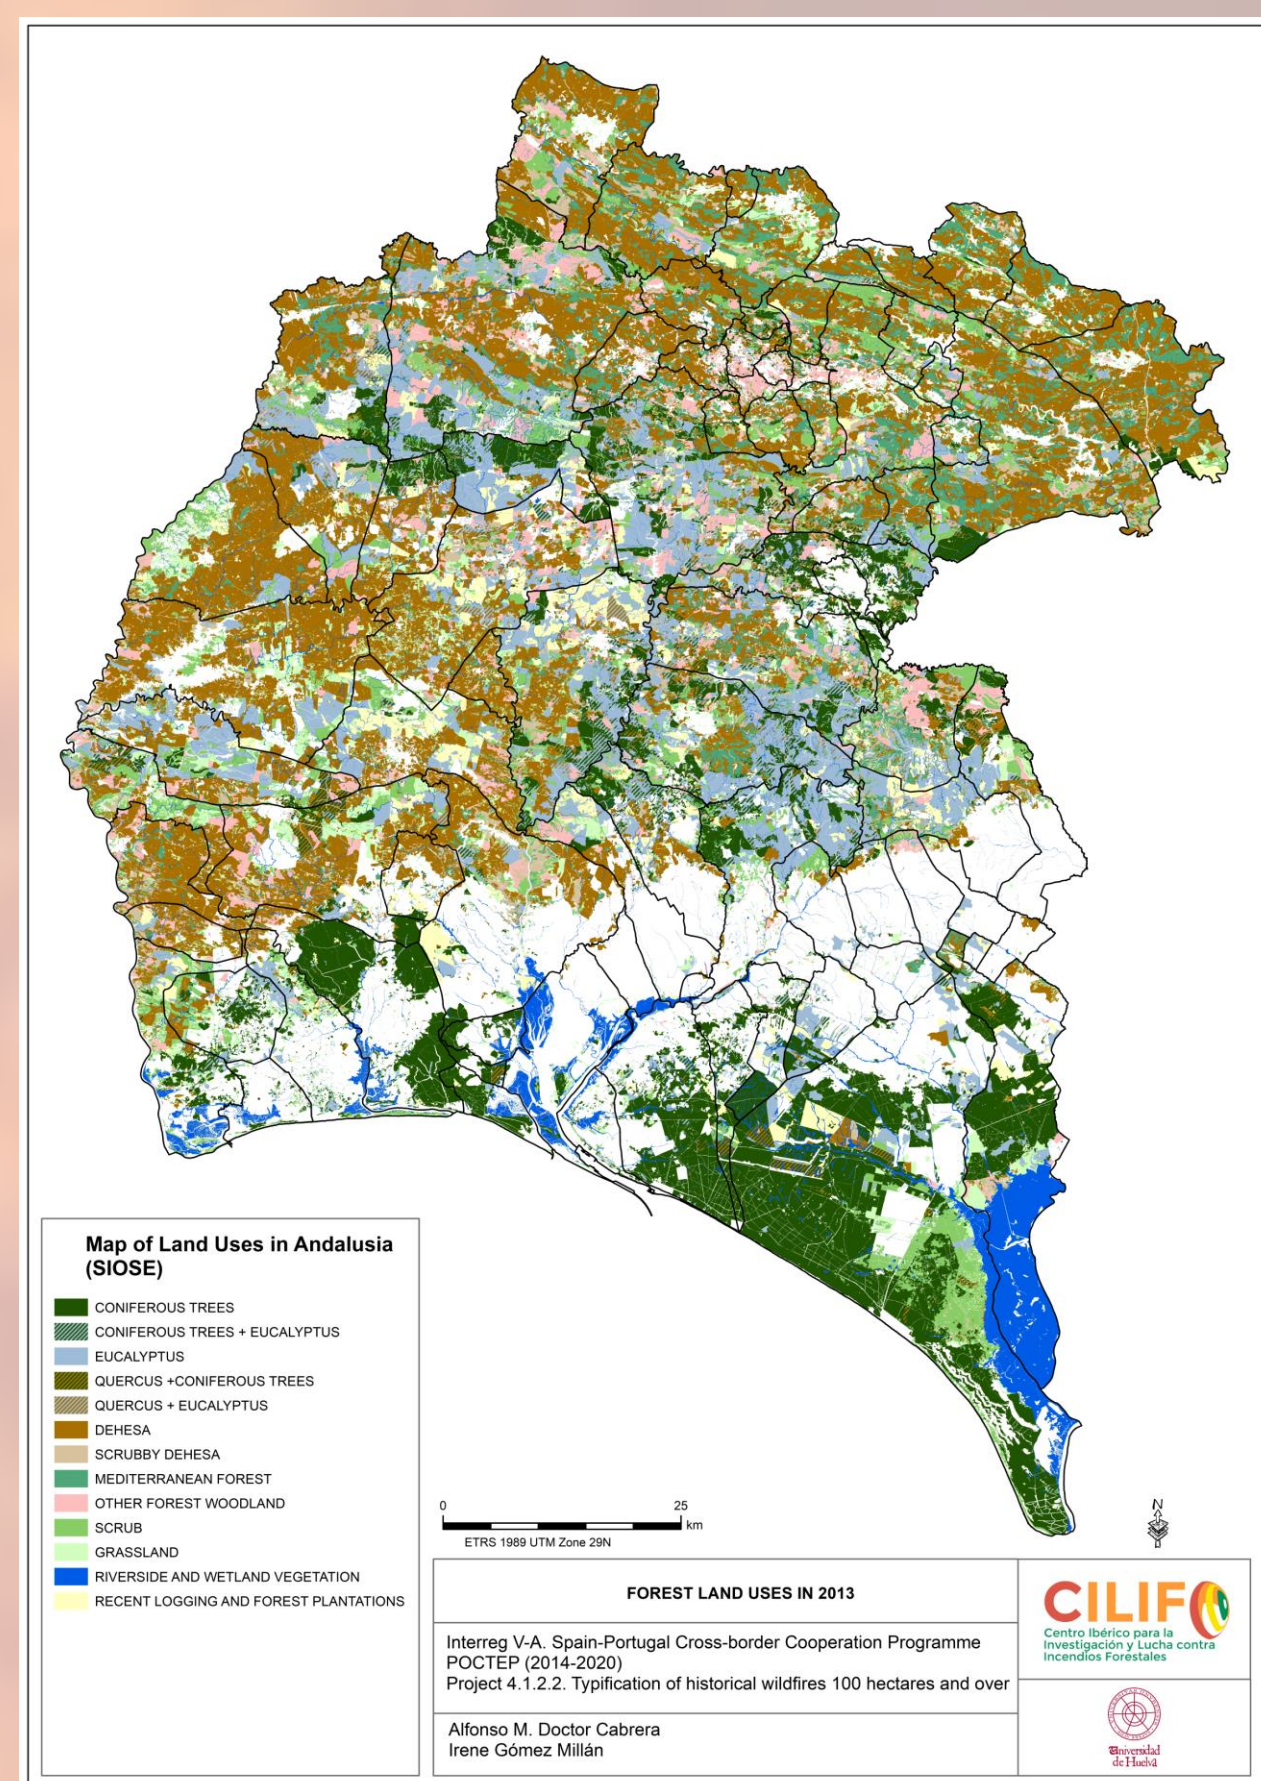 Map of Land Uses in Andalusia
(SIOSE)
CONIFEROUS TREES
CONIFEROUS TREES + EUCALYPTUS
EUCALYPTUS
QUERCUS +CONIFEROUS TREES
QUERCUS + EUCALYPTUS
DEHESA
SCRUBBY DEHESA
MEDITERRANEAN FOREST
OTHER FOREST WOODLAND
SCRUB
GRASSLAND
RIVERSIDE AND WETLAND VEGETATION
RECENT LOGGING AND FOREST PLANTATIONS
0 25
km
ETRS 1989 UTM Zone 29N
N
FOREST LAND USES IN 2013
Interreg V-A. Spain-Portugal Cross-border Cooperation Programme
POCTEP (2014-2020)
Project 4.1.2.2. Typification of historical wildfires 100 hectares and over
Alfonso M. Doctor Cabrera
Irene Gómez Millán
CILIFO
Centro Ibérico para la
Investigación y Lucha contra
Incendios Forestales
Universidad
de Huelva